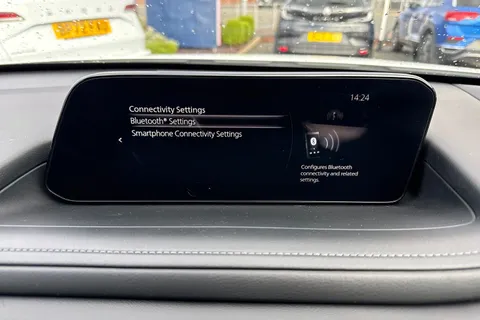 14:24
Connectivity Settings
Bluetooth® Settings
Smartphone Connectivity Settings
Configures Bluetooth
connectivity and related
settings.